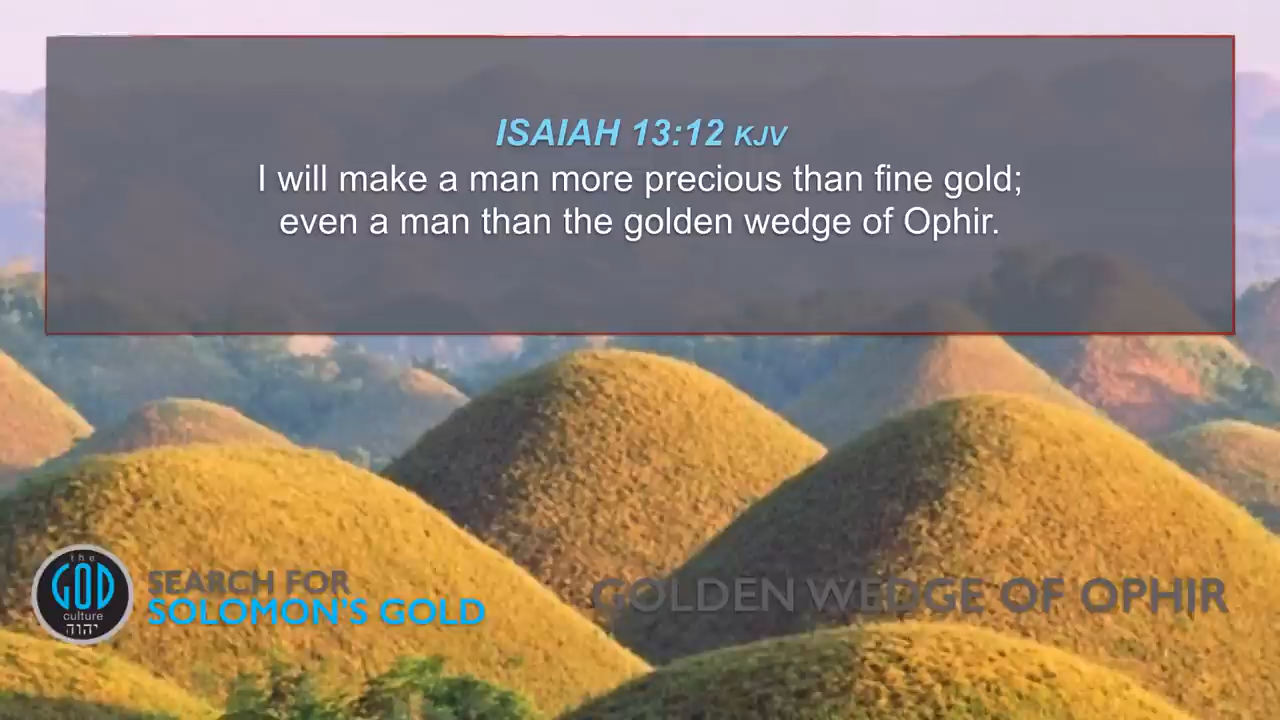 ISAIAH 13:12 KJV
I will make a man more precious than fine gold;
even a man than the golden wedge of Ophir.
the
GOD
culture
יהוה
SEARCH FOR
SOLOMON'S GOLD
GOLDEN WEDGE OF OPHIR